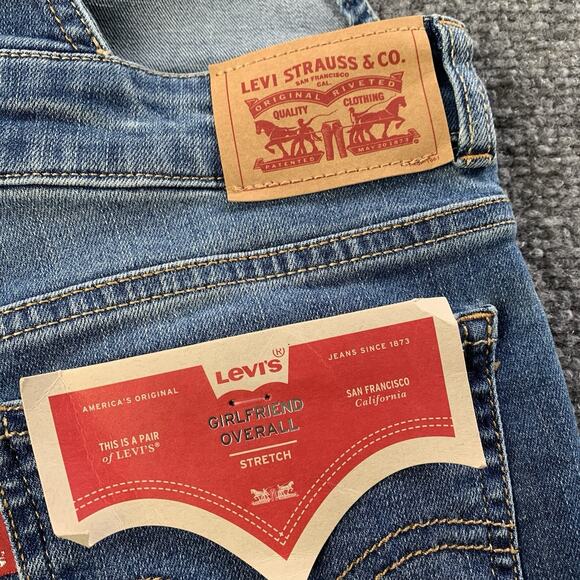 LEVI STRAUSS & CO.
SAN FRANCISCO
CAL.
ORIGINAL RIVETED
QUALITY CLOTHING
PATENTED MAY 20 1873
Levi's®
AMERICA'S ORIGINAL
JEANS SINCE 1873
GIRLFRIEND
OVERALL
STRETCH
THIS IS A PAIR
of LEVI'S®
SAN FRANCISCO
California